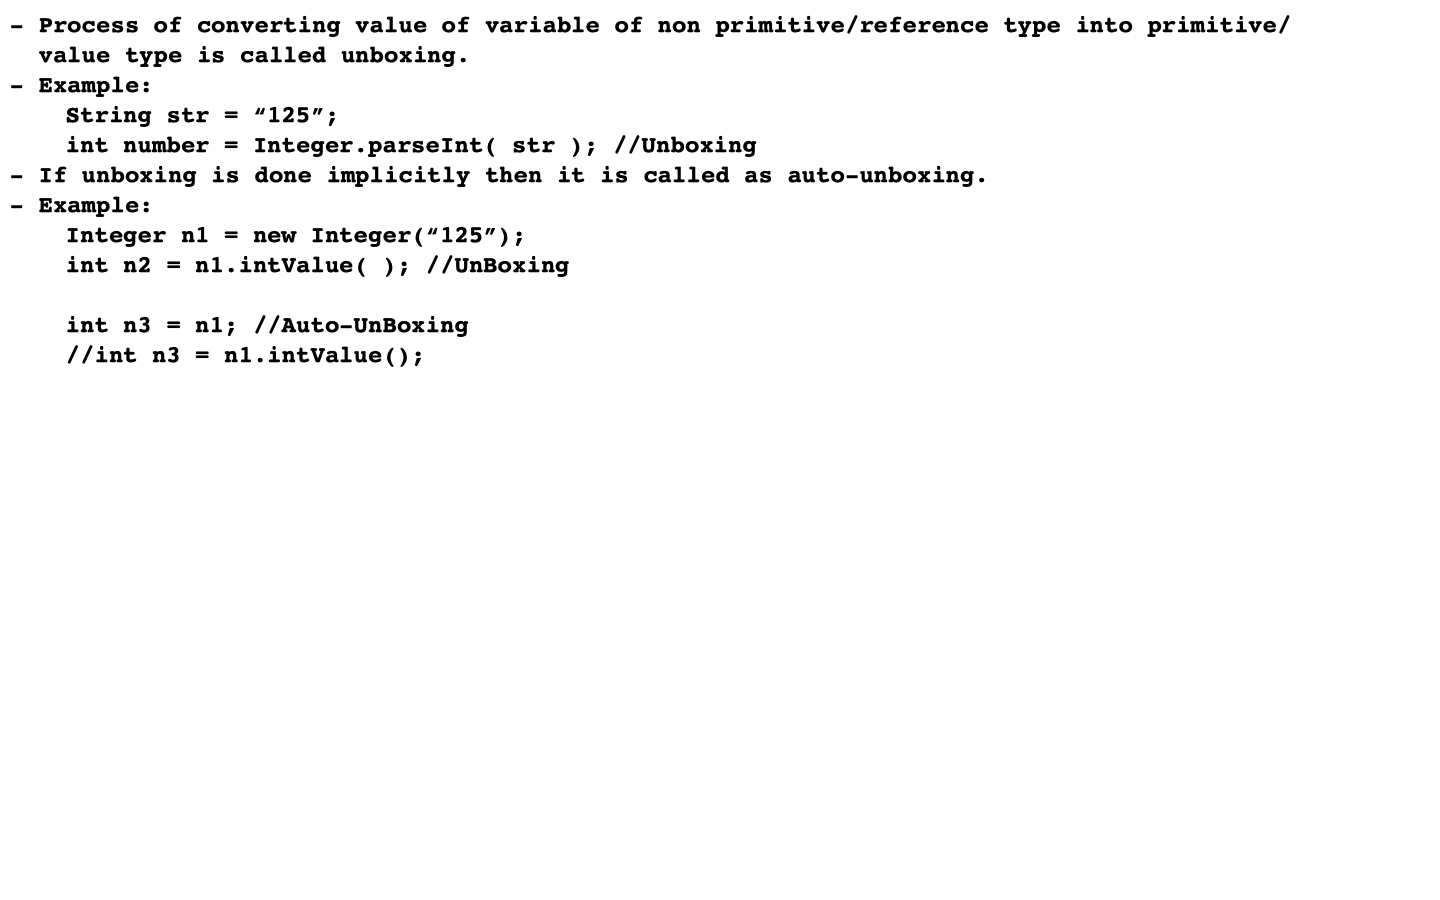 – Process of converting value of variable of non primitive/reference type into primitive/
value type is called unboxing.
– Example:
String str = “125”;
int number = Integer.parseInt( str ); //Unboxing
– If unboxing is done implicitly then it is called as auto–unboxing.
– Example:
Integer n1 = new Integer(“125”);
int n2 = n1.intValue( ); //UnBoxing
int n3 = n1; //Auto–UnBoxing
//int n3 = n1.intValue();